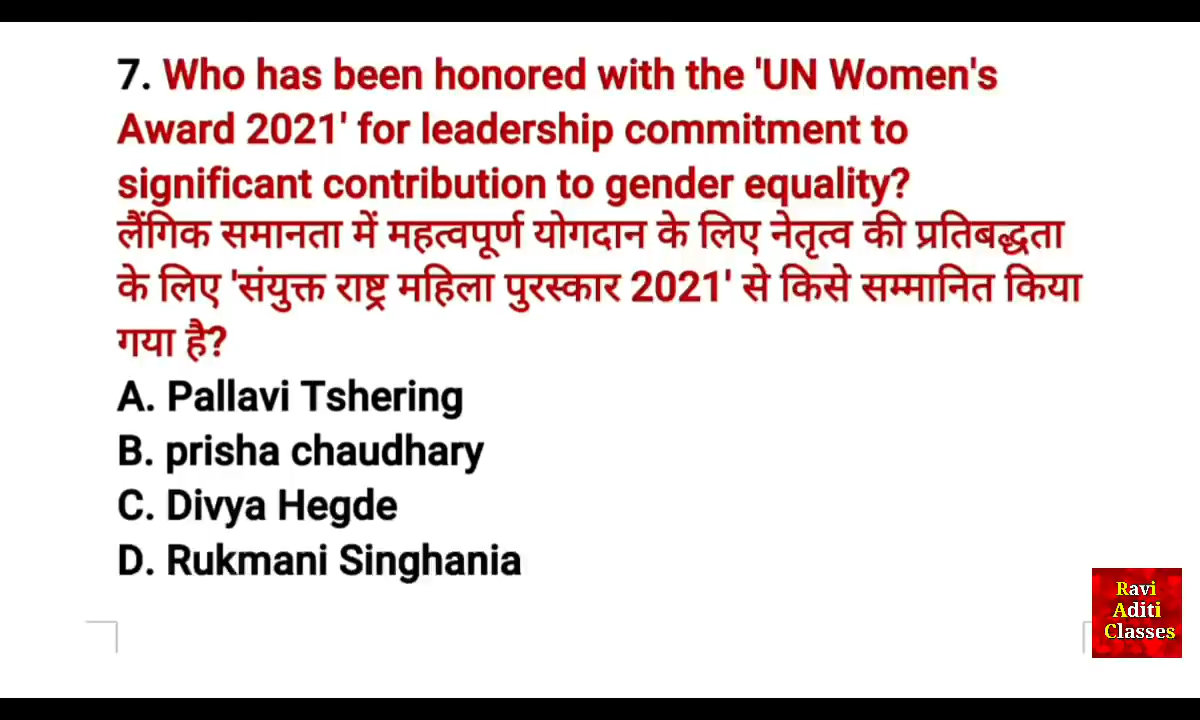 7. Who has been honored with the 'UN Women's
Award 2021' for leadership commitment to
significant contribution to gender equality?
लैंगिक समानता में महत्वपूर्ण योगदान के लिए नेतृत्व की प्रतिबद्धता
के लिए 'संयुक्त राष्ट्र महिला पुरस्कार 2021' से किसे सम्मानित किया
गया है?
A. Pallavi Tshering
B. prisha chaudhary
C. Divya Hegde
D. Rukmani Singhania
Ravi
Aditi
Classes